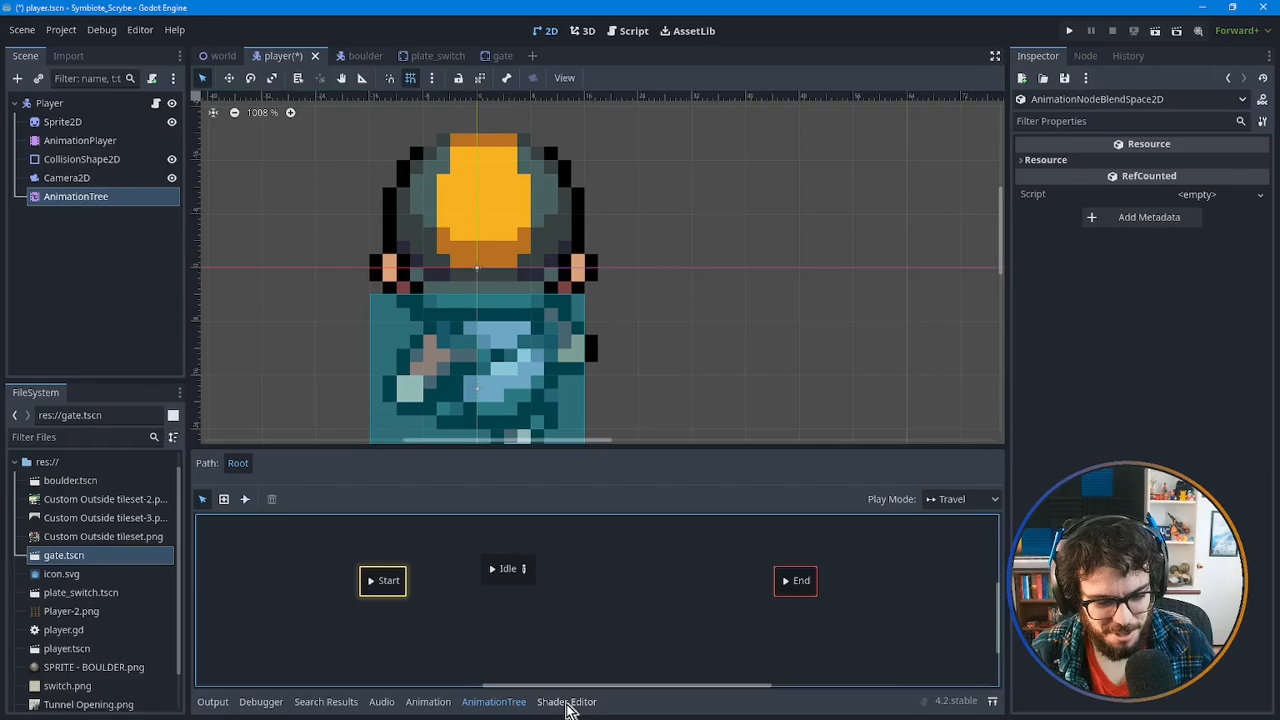 (*) player.tscn - Symbiote_Scrybe - Godot Engine
Scene Project Debug Editor Help
2D 3D Script AssetLib
Forward+
Scene Import
world player(*) boulder plate_switch gate
Inspector Node History
Filter: name, t:t
View
Player
Sprite2D
AnimationPlayer
CollisionShape2D
Camera2D
AnimationTree
1008 %
AnimationNodeBlendSpace2D
Filter Properties
Resource
Resource
RefCounted
Script <empty>
Add Metadata
FileSystem
res://gate.tscn
Filter Files
res://
boulder.tscn
Custom Outside tileset-2.p...
Custom Outside tileset-3.p...
Custom Outside tileset.png
gate.tscn
icon.svg
plate_switch.tscn
Player-2.png
player.gd
player.tscn
SPRITE - BOULDER.png
switch.png
Tunnel Opening.png
Path: Root
Play Mode: Travel
Start
Idle
End
Output Debugger Search Results Audio Animation AnimationTree Shader Editor
4.2.stable